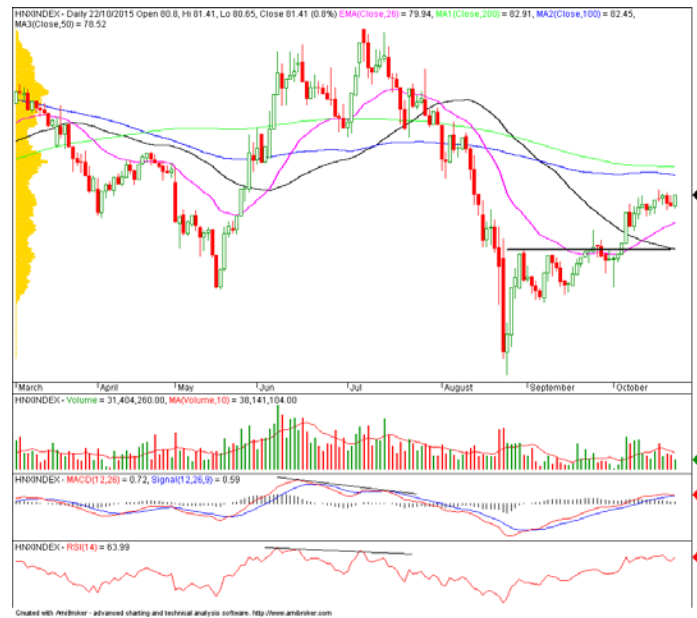 HNXINDEX - Daily 22/10/2015 Open 80.8, Hi 81.41, Lo 80.65, Close 81.41 (0.8%) EMA(Close,26) = 79.94, MA1(Close,200) = 82.91, MA2(Close,100) = 82.45,
MA3(Close,50) = 78.52
March April May Jun Jul August September October
HNXINDEX - Volume = 31,404,260.00, MA(Volume,10) = 38,141,104.00
HNXINDEX - MACD(12,26) = 0.72, Signal(12,26,9) = 0.59
HNXINDEX - RSI(14) = 63.99
Created with AmiBroker - advanced charting and technical analysis software. http://www.amibroker.com